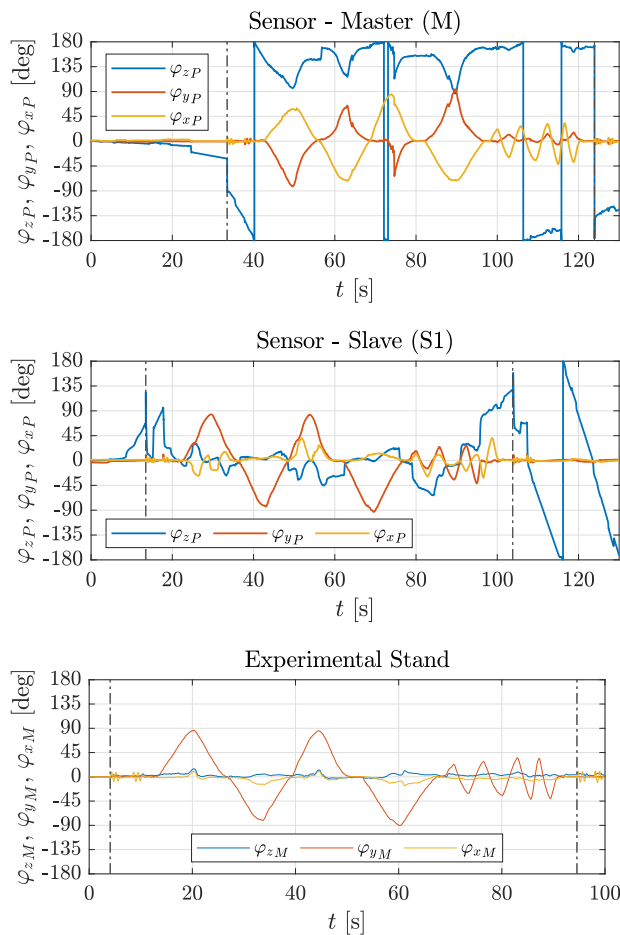 Sensor - Master (M)
φzP, φyP, φxP [deg]
180
135
90
45
0
-45
-90
-135
-180
φzP
φyP
φxP
0 20 40 60 80 100 120
t [s]
Sensor - Slave (S1)
φzP, φyP, φxP [deg]
180
135
90
45
0
-45
-90
-135
-180
φzP φyP φxP
0 20 40 60 80 100 120
t [s]
Experimental Stand
φzM, φyM, φxM [deg]
180
135
90
45
0
-45
-90
-135
-180
φzM φyM φxM
0 20 40 60 80 100
t [s]